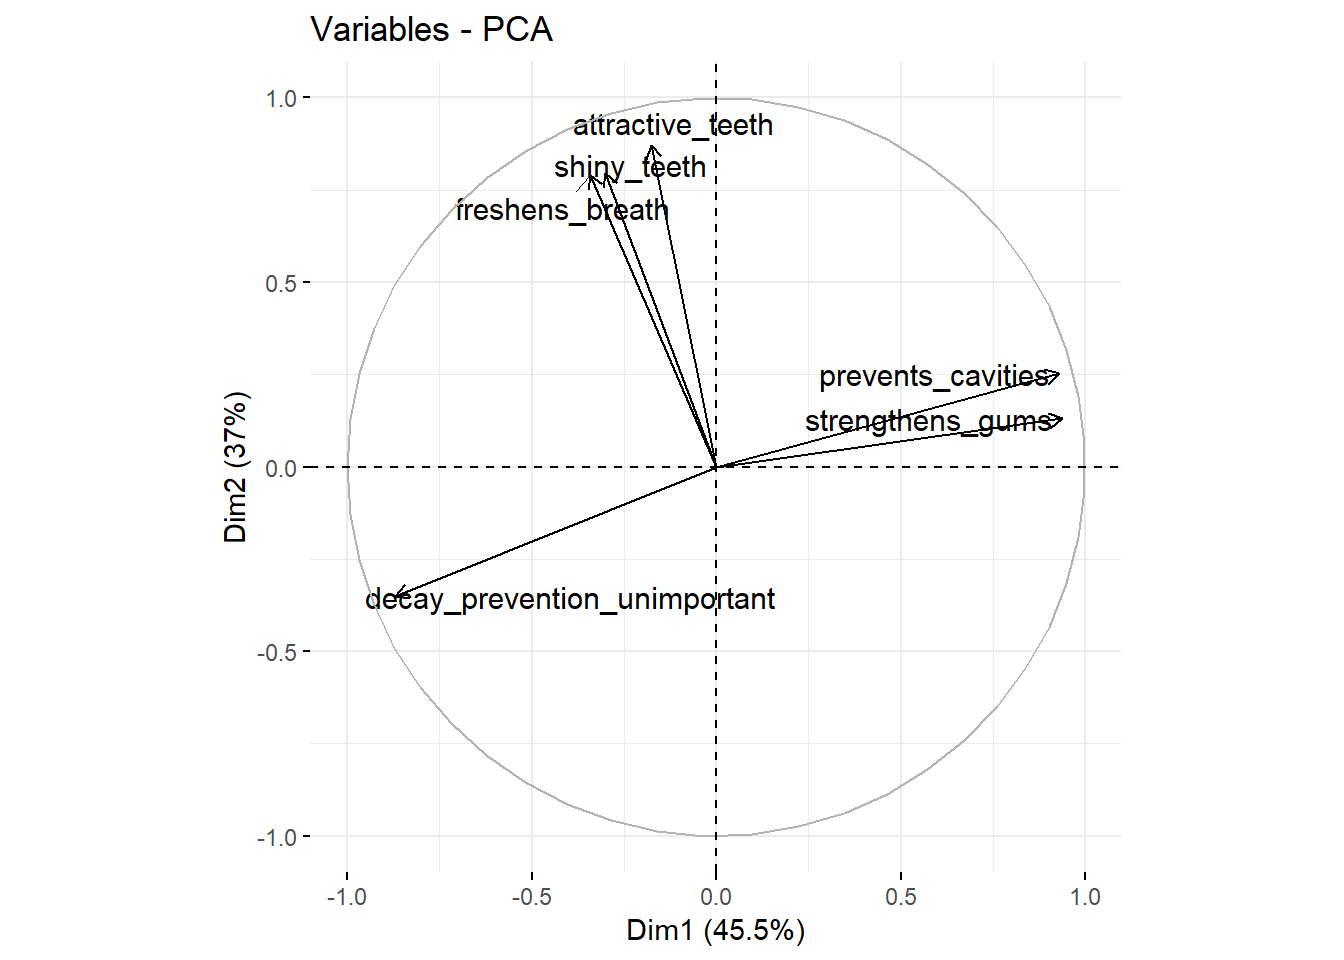 Variables - PCA
1.0
attractive_teeth
shiny_teeth
freshens_breath
0.5
prevents_cavities
strengthens_gums
0.0
Dim2 (37%)
decay_prevention_unimportant
-0.5
-1.0
-1.0 -0.5 0.0 0.5 1.0
Dim1 (45.5%)